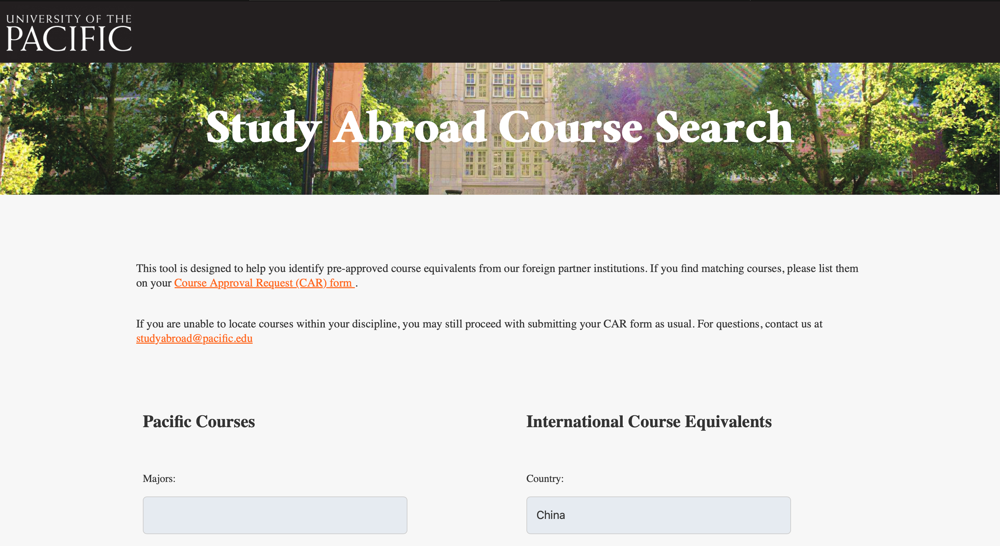 UNIVERSITY OF THE
PACIFIC
UNIVERSITY OF THE PACIFIC
Study Abroad Course Search
This tool is designed to help you identify pre-approved course equivalents from our foreign partner institutions. If you find matching courses, please list them
on your Course Approval Request (CAR) form .
If you are unable to locate courses within your discipline, you may still proceed with submitting your CAR form as usual. For questions, contact us at
studyabroad@pacific.edu
Pacific Courses
International Course Equivalents
Majors:
Country:
China